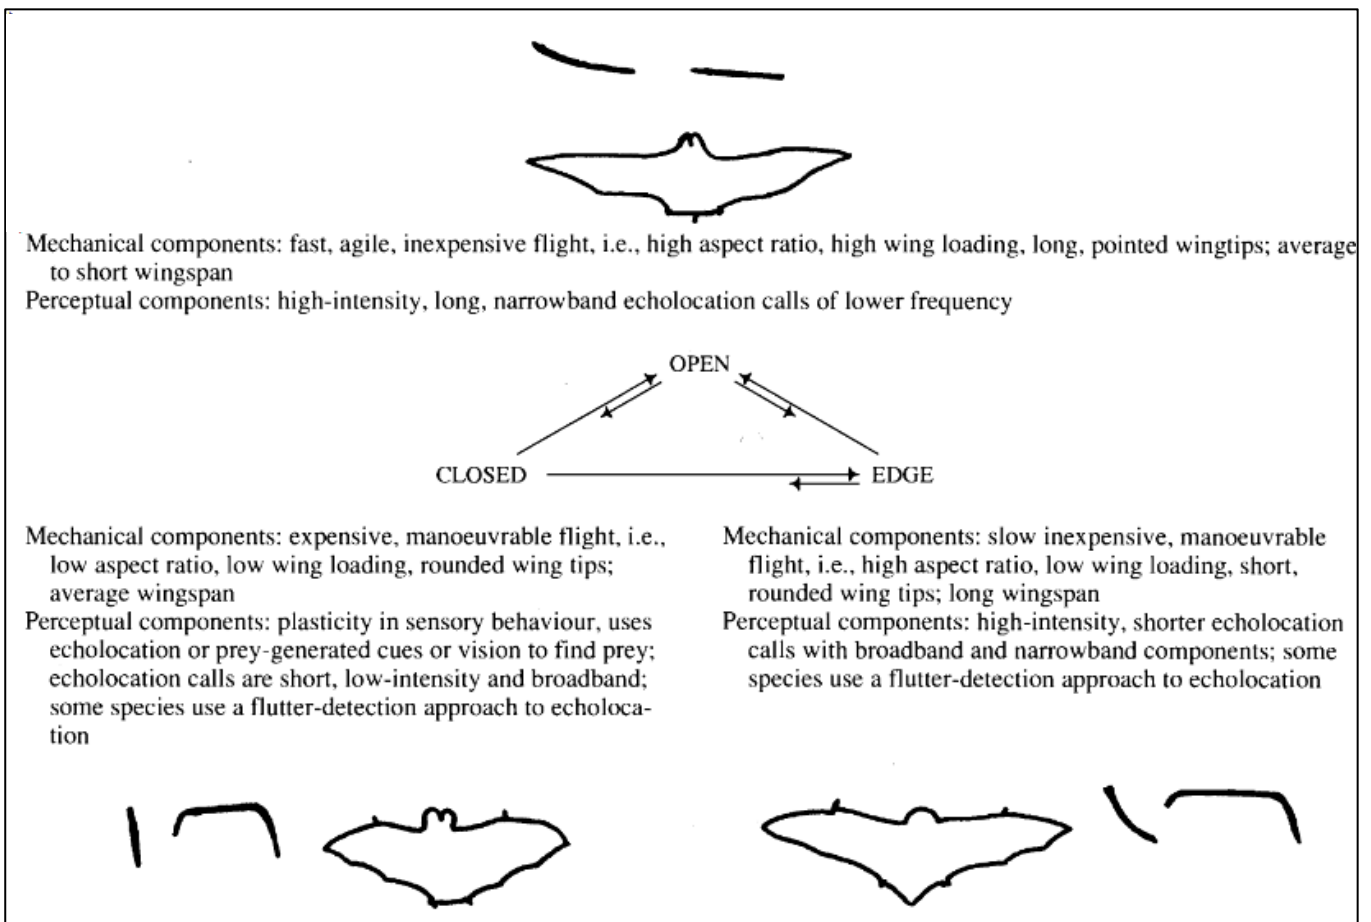 Mechanical components: fast, agile, inexpensive flight, i.e., high aspect ratio, high wing loading, long, pointed wingtips; average
to short wingspan
Perceptual components: high-intensity, long, narrowband echolocation calls of lower frequency
OPEN
CLOSED
EDGE
Mechanical components: expensive, manoeuvrable flight, i.e.,
low aspect ratio, low wing loading, rounded wing tips;
average wingspan
Perceptual components: plasticity in sensory behaviour, uses
echolocation or prey-generated cues or vision to find prey;
echolocation calls are short, low-intensity and broadband;
some species use a flutter-detection approach to echoloca-
tion
Mechanical components: slow inexpensive, manoeuvrable
flight, i.e., high aspect ratio, low wing loading, short,
rounded wing tips; long wingspan
Perceptual components: high-intensity, shorter echolocation
calls with broadband and narrowband components; some
species use a flutter-detection approach to echolocation